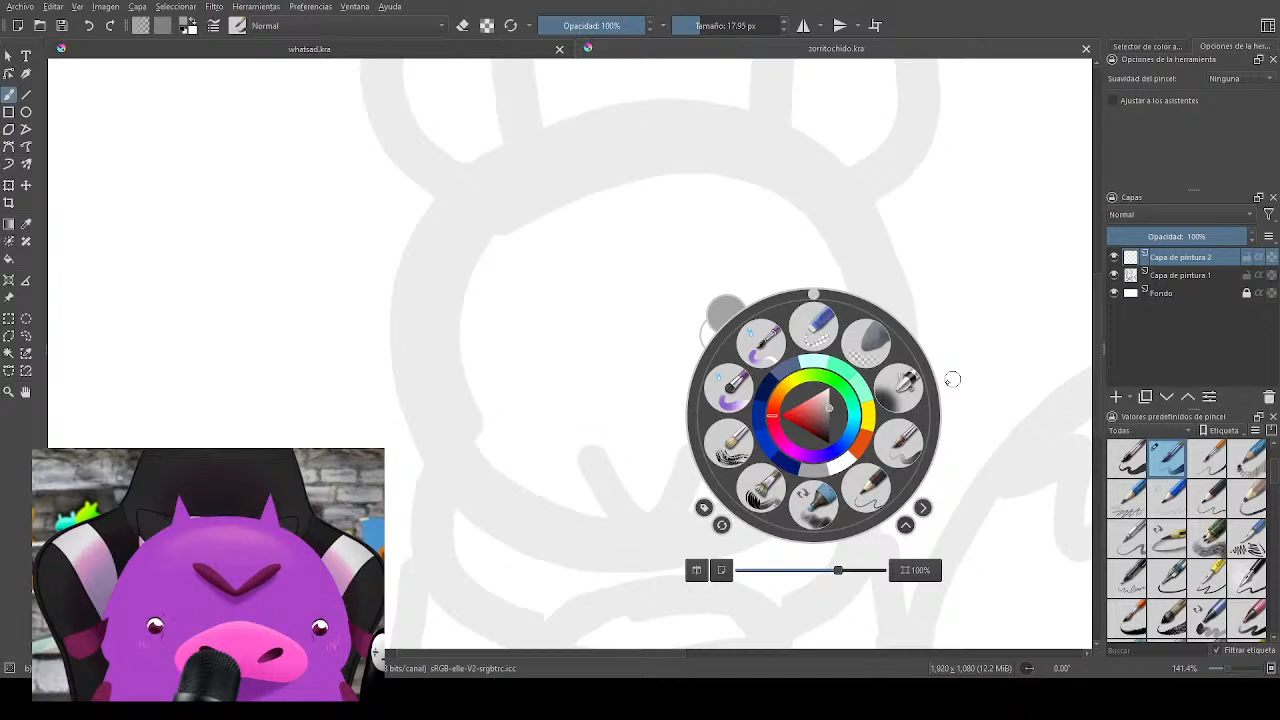 Archivo Editar Ver Imagen Capa Seleccionar Filtro Herramientas Preferencias Ventana Ayuda
Normal Opacidad: 100% Tamaño: 17.95 px
whatsad.kra zorritochido.kra
Selector de color a... Opciones de la her...
Opciones de la herramienta
Suavidad del pincel: Ninguna
Ajustar a los asistentes
Capas
Normal
Opacidad: 100%
Capa de pintura 2
Capa de pintura 1
Fondo
Valores predefinidos de pincel
Todas Etiqueta
100%
Buscar Filtrar etiqueta
bits/canal) sRGB-elle-V2-srgbtrc.icc 1,920 x 1,080 (12.2 MiB) 0.00° 141.4%